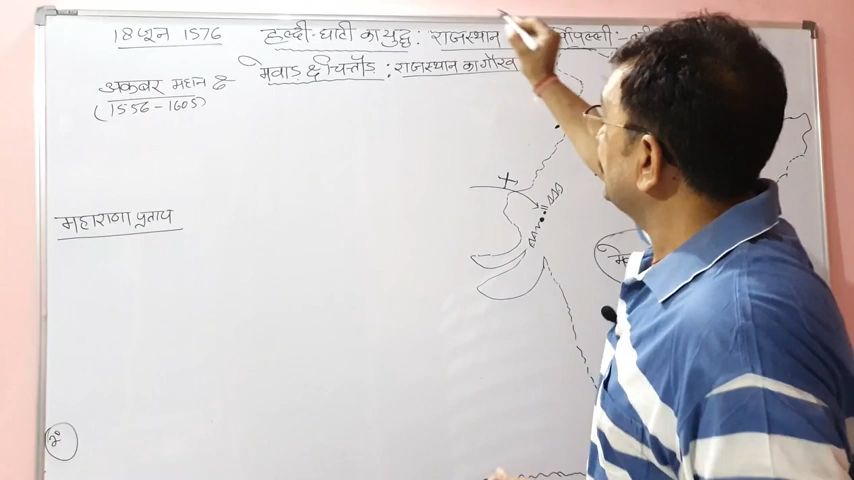 18 जून 1576 हल्दी-घाटी का युद्ध : राजस्थान
मेवाड़ चित्तौड़ : राजस्थान का गौरव
अकबर महान
(1556-1605)
महाराणा प्रताप